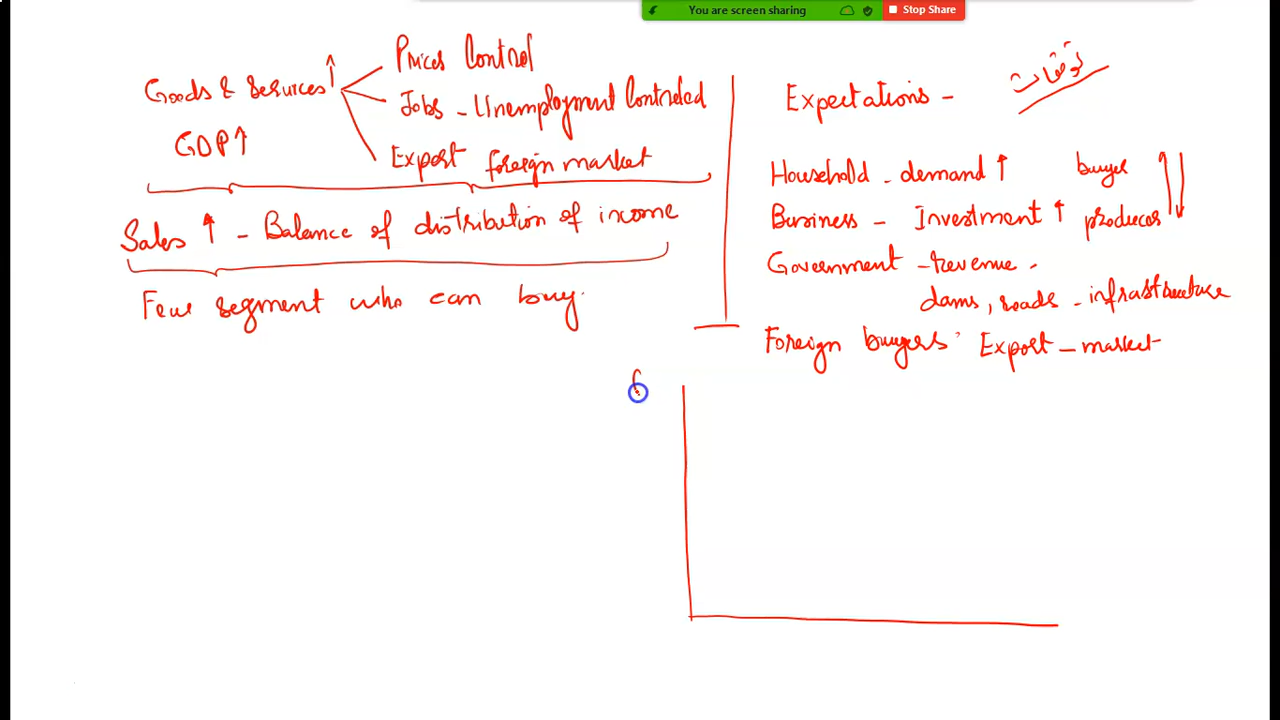 You are screen sharing Stop Share
Goods & Services ↑
Prices Control
Jobs - Unemployment Controled
Export foreign market
GDP ↑
Sales ↑ - Balance of distribution of income
Few segment who can buy.
Expectations - توقعات
Household - demand ↑ buyer
Business - Investment ↑ producer
Government - revenue.
dams, roads - infrastructure
Foreign buyers Export - market